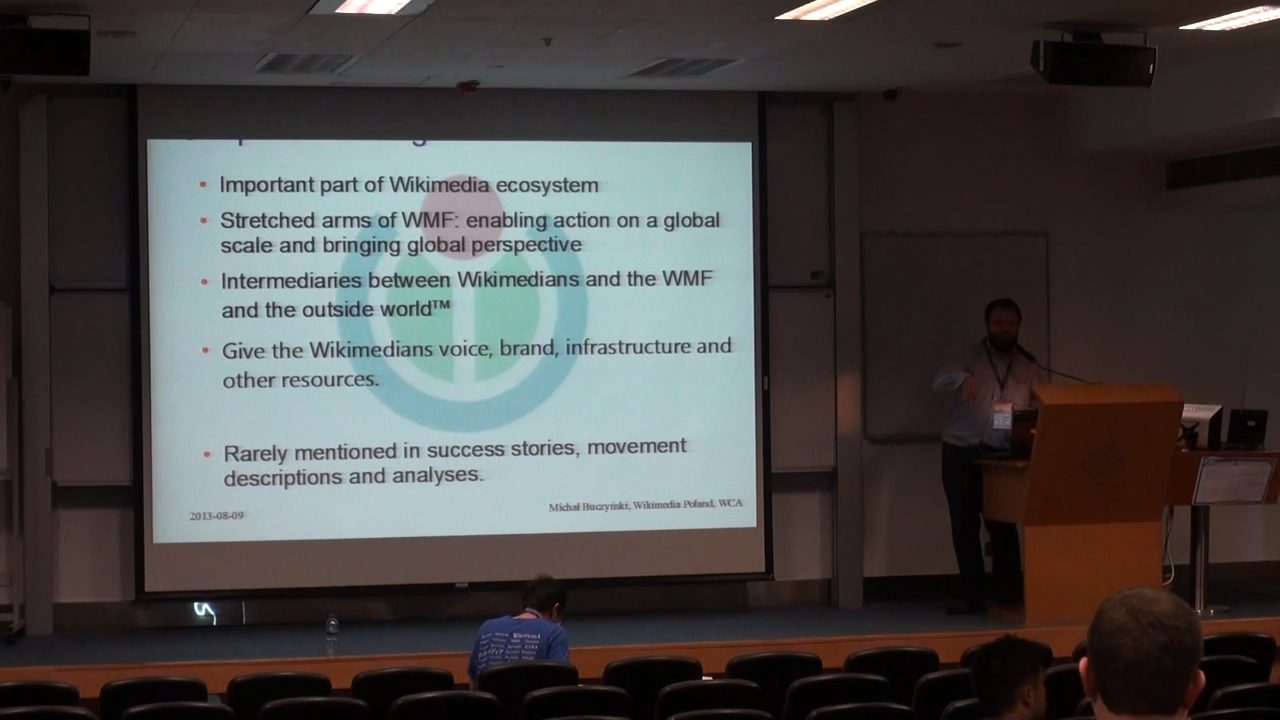 • Important part of Wikimedia ecosystem
• Stretched arms of WMF: enabling action on a global
scale and bringing global perspective
• Intermediaries between Wikimedians and the WMF
and the outside world™
• Give the Wikimedians voice, brand, infrastructure and
other resources.
• Rarely mentioned in success stories, movement
descriptions and analyses.
2013-08-09
Michał Buczyński, Wikimedia Poland, WCA
WIKIPEDIA